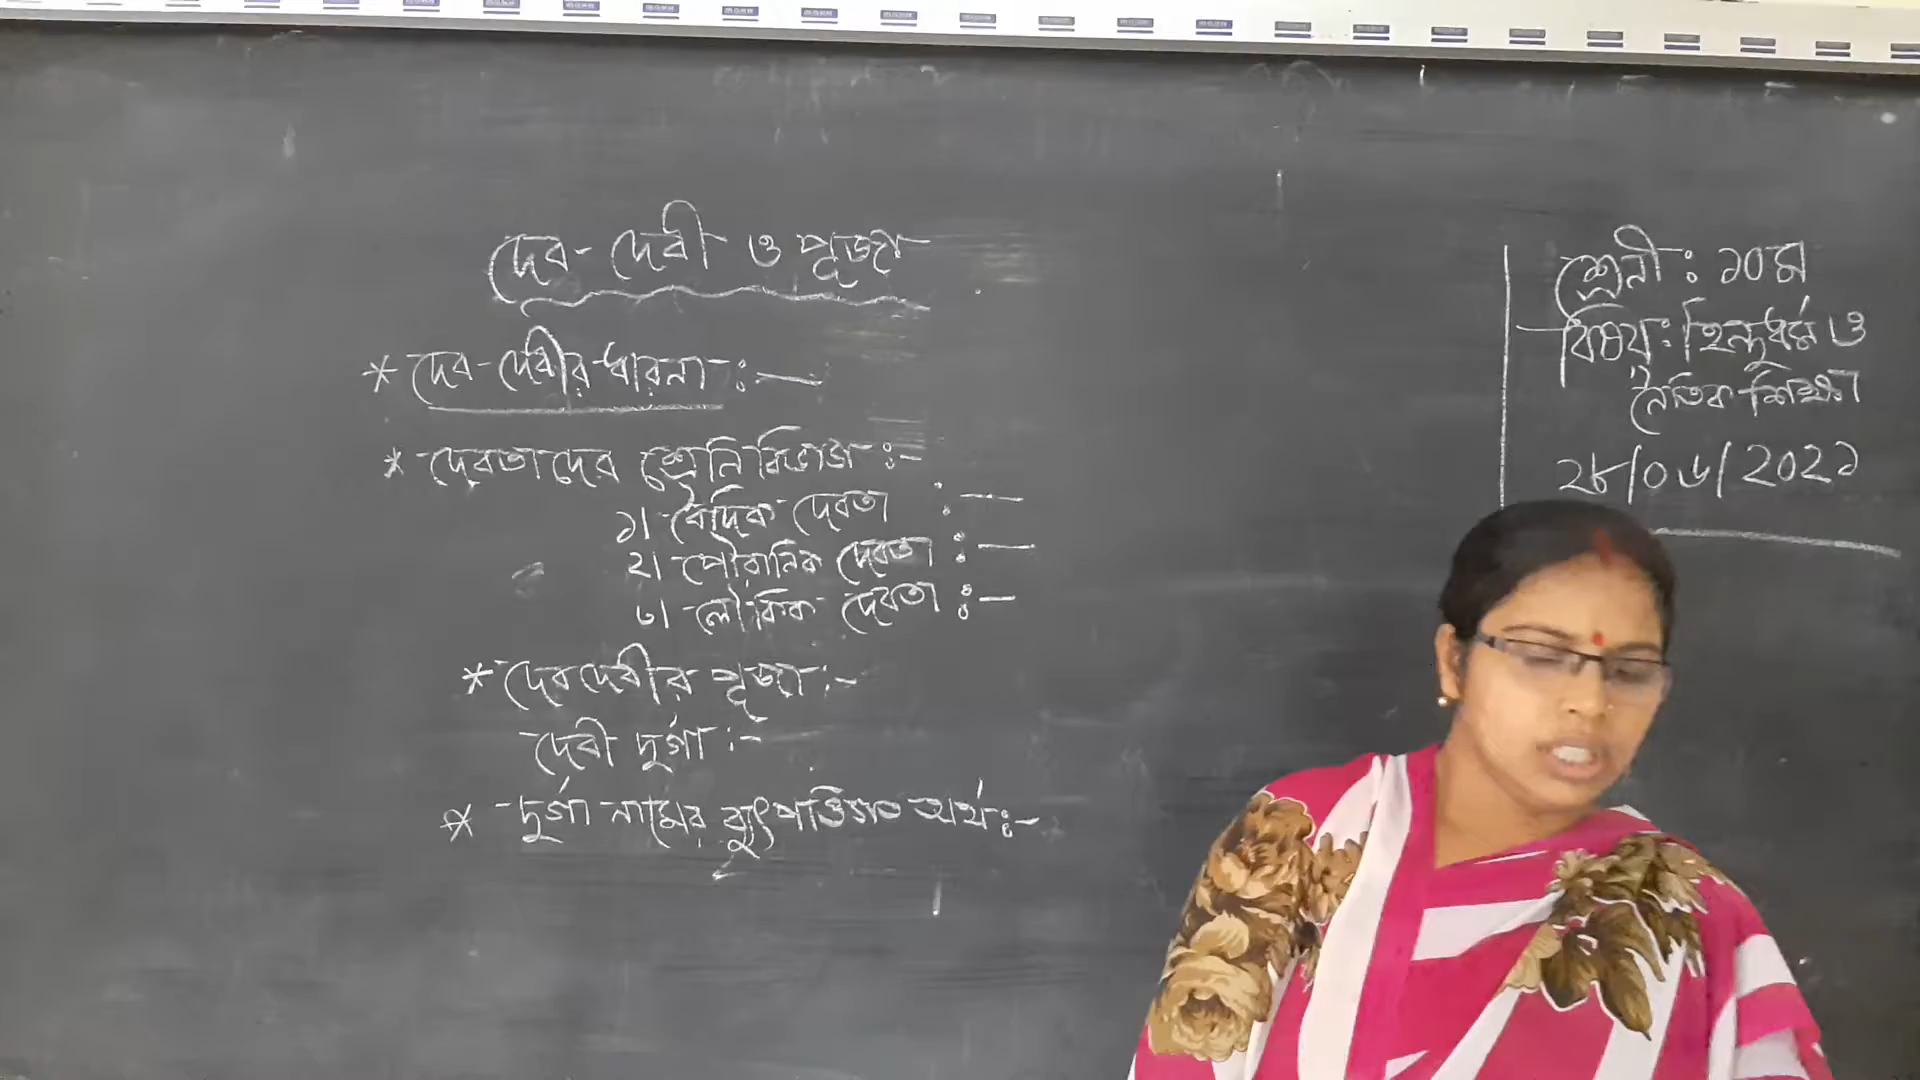 দেব-দেবী ও পূজা
* দেব-দেবীর ধারনা :—
* দেবতাদের শ্রেনিবিভাজ :-
১। বৈদিক দেবতা :—
২। পৌরানিক দেবতা :—
৩। লৌকিক দেবতা :—
* দেবদেবীর পূজা :-
দেবী দুর্গা :-
* দুর্গা নামের ব্যুৎপত্তিগত অর্থ :-
শ্রেনী : ১০ম
বিষয় : হিন্দুধর্ম ও
নৈতিক শিক্ষা
২৮/০৬/২০২১